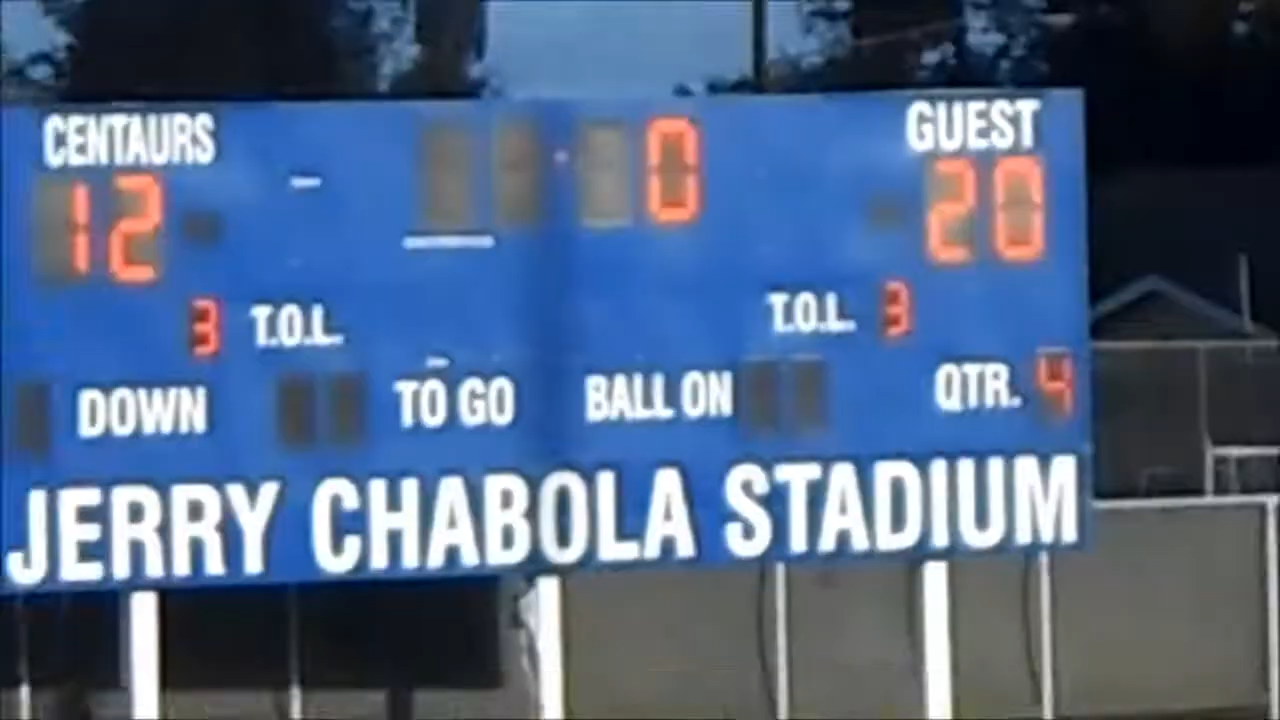 CENTAURS GUEST
12 - : 0 20
3 T.O.L. T.O.L. 3
DOWN TO GO BALL ON QTR. 4
JERRY CHABOLA STADIUM